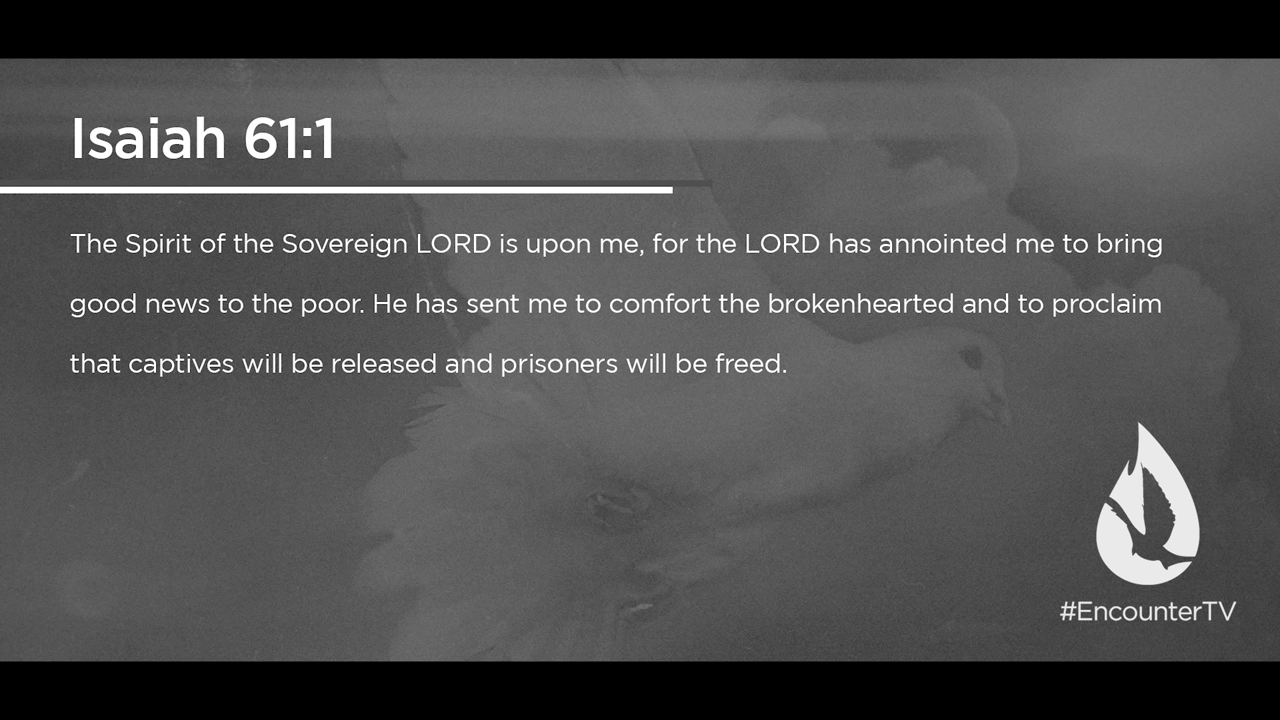 Isaiah 61:1
The Spirit of the Sovereign LORD is upon me, for the LORD has annointed me to bring
good news to the poor. He has sent me to comfort the brokenhearted and to proclaim
that captives will be released and prisoners will be freed.
#EncounterTV